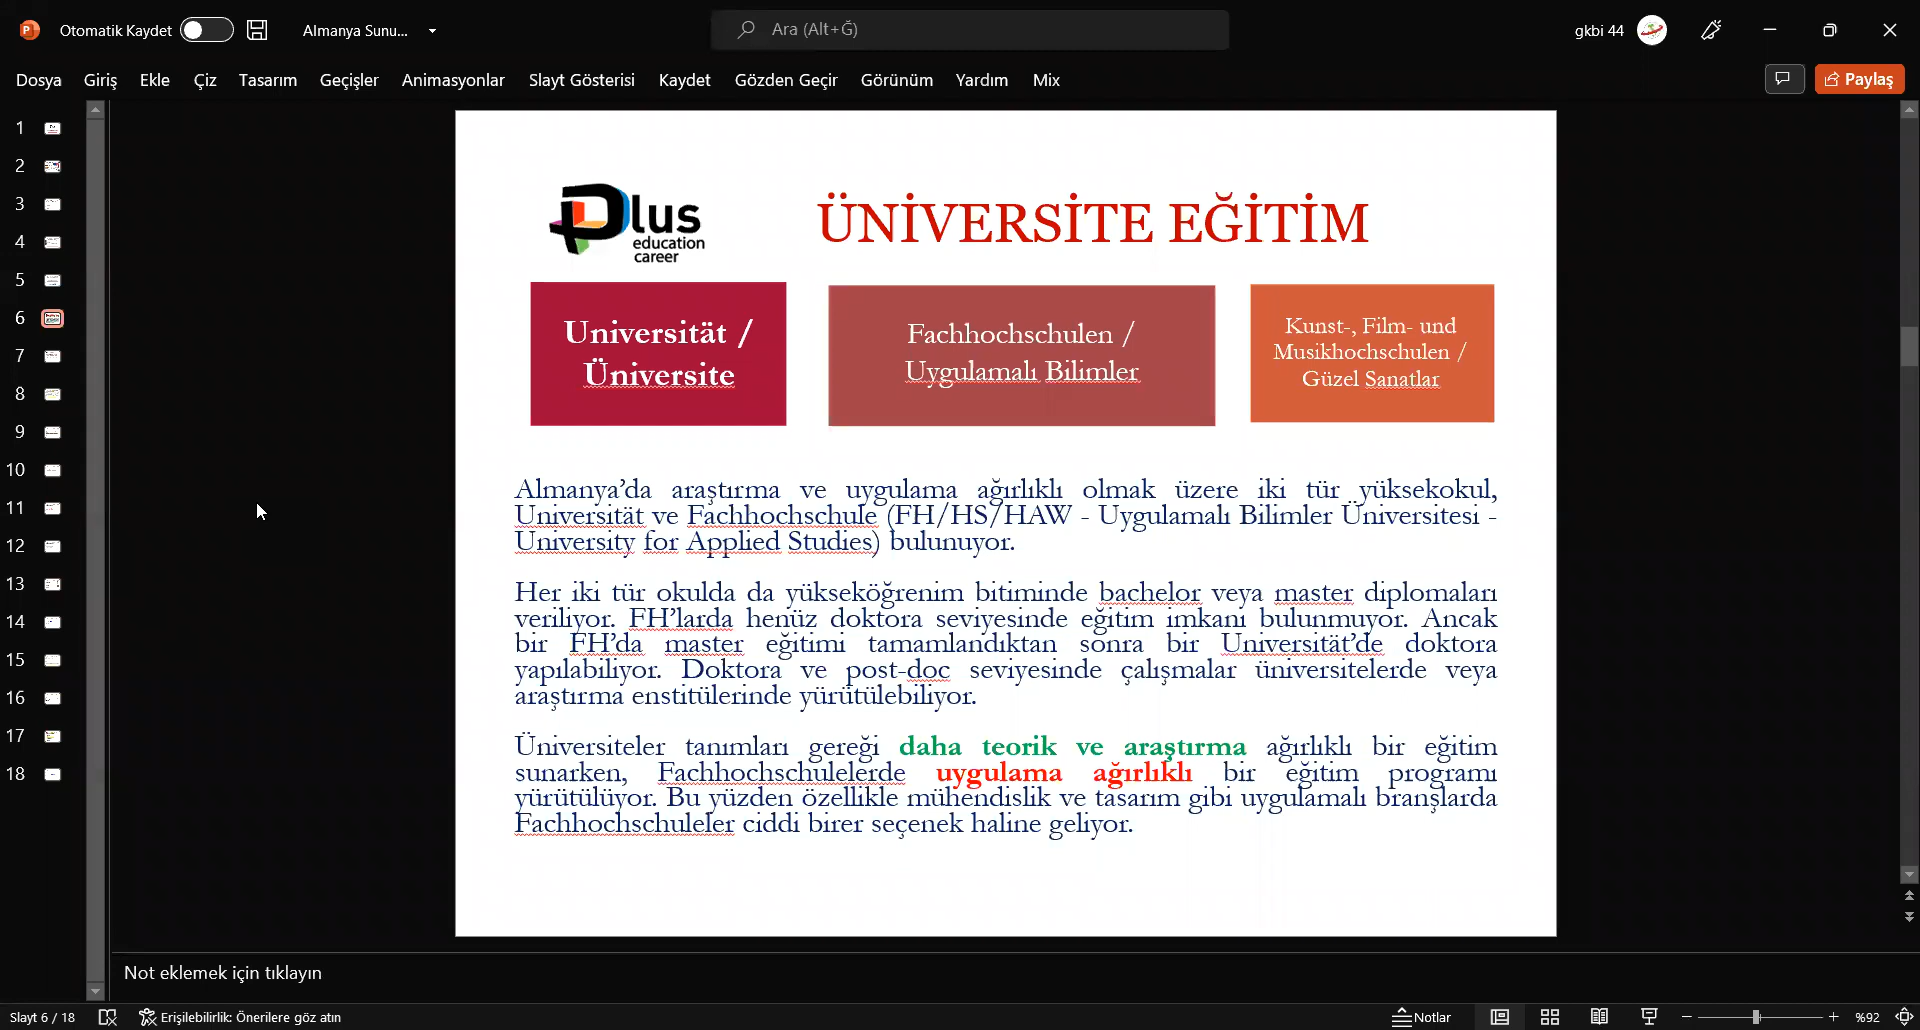 Otomatik Kaydet
Almanya Sunu...
Ara (Alt+Ğ)
gkbi 44
Dosya Giriş Ekle Çiz Tasarım Geçişler Animasyonlar Slayt Gösterisi Kaydet Gözden Geçir Görünüm Yardım Mix
Paylaş
1
2
3
4
5
6
7
8
9
10
11
12
13
14
15
16
17
18
Plus
education
career
ÜNİVERSİTE EĞİTİM
Universität /
Üniversite
Fachhochschulen /
Uygulamalı Bilimler
Kunst-, Film- und
Musikhochschulen /
Güzel Sanatlar
Almanya’da araştırma ve uygulama ağırlıklı olmak üzere iki tür yüksekokul,
Universität ve Fachhochschule (FH/HS/HAW - Uygulamalı Bilimler Üniversitesi -
University for Applied Studies) bulunuyor.
Her iki tür okulda da yükseköğrenim bitiminde bachelor veya master diplomaları
veriliyor. FH’larda henüz doktora seviyesinde eğitim imkanı bulunmuyor. Ancak
bir FH’da master eğitimi tamamlandıktan sonra bir Universität’de doktora
yapılabiliyor. Doktora ve post-doc seviyesinde çalışmalar üniversitelerde veya
araştırma enstitülerinde yürütülebiliyor.
Üniversiteler tanımları gereği daha teorik ve araştırma ağırlıklı bir eğitim
sunarken, Fachhochschulelerde uygulama ağırlıklı bir eğitim programı
yürütülüyor. Bu yüzden özellikle mühendislik ve tasarım gibi uygulamalı branşlarda
Fachhochschuleler ciddi birer seçenek haline geliyor.
Not eklemek için tıklayın
Slayt 6 / 18
Erişilebilirlik: Önerilere göz atın
Notlar
%92